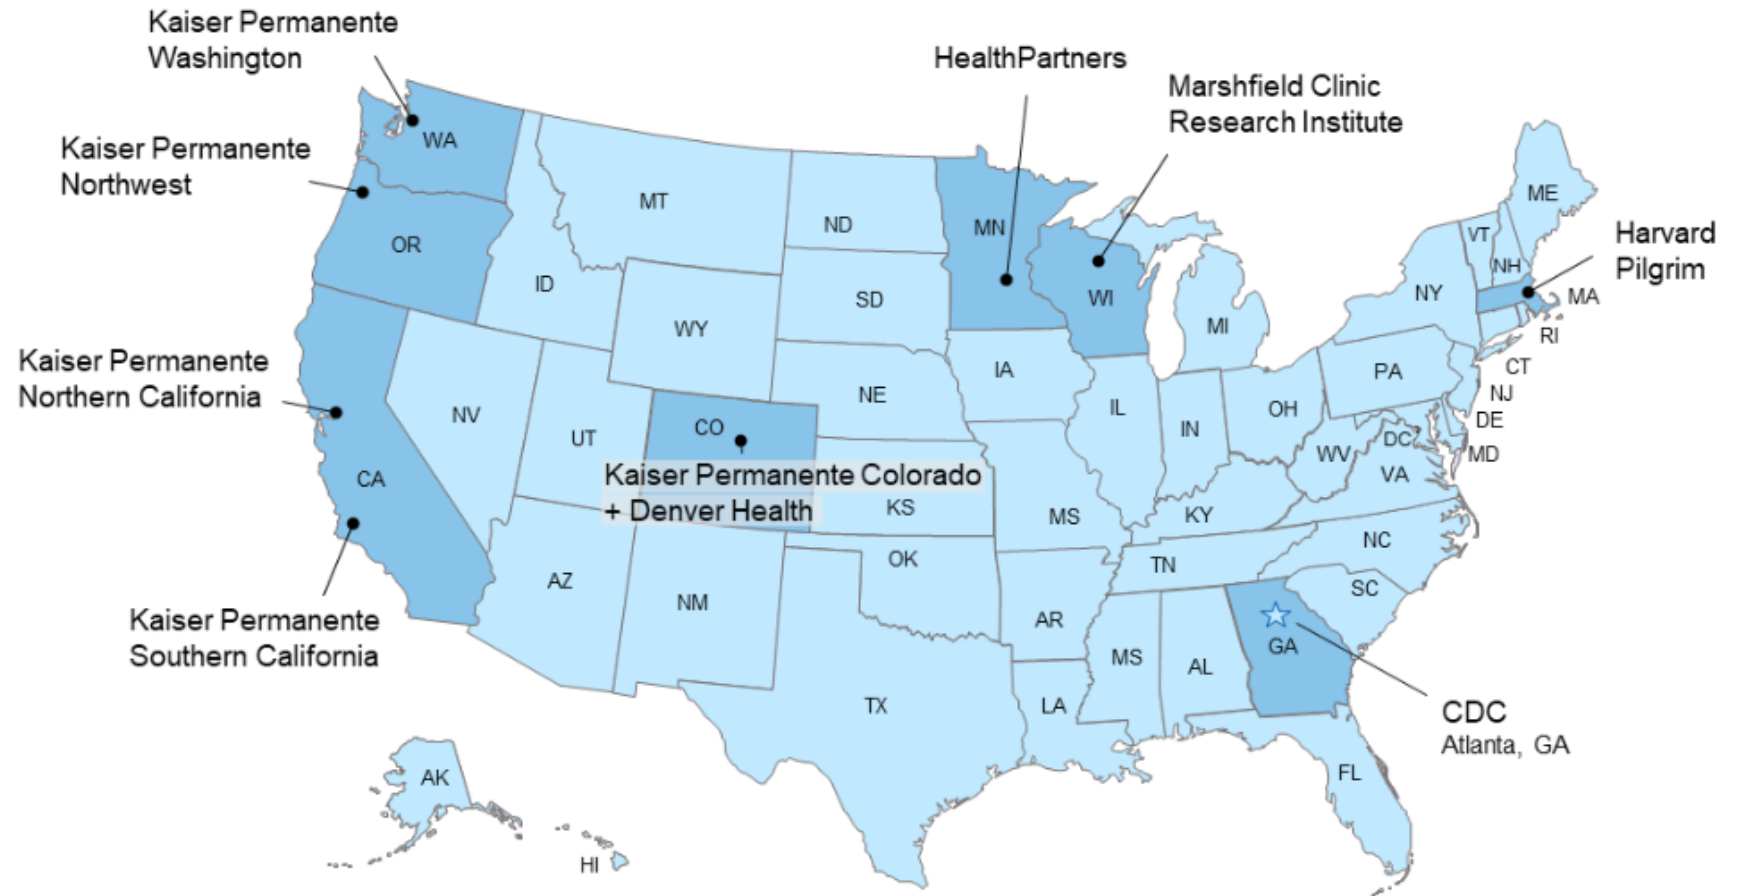 Kaiser Permanente
Washington
HealthPartners
Marshfield Clinic
Research Institute
Kaiser Permanente
Northwest
Harvard
Pilgrim
Kaiser Permanente
Northern California
Kaiser Permanente Colorado
+ Denver Health
Kaiser Permanente
Southern California
CDC
Atlanta, GA
WA
OR
CA
ID
NV
MT
WY
UT
CO
AZ
NM
ND
SD
NE
KS
OK
TX
MN
IA
MS
AR
LA
WI
IL
MI
IN
OH
KY
TN
MS
AL
GA
FL
SC
NC
VA
WV
DC
MD
DE
NJ
PA
NY
CT
RI
MA
VT
NH
ME
AK
HI